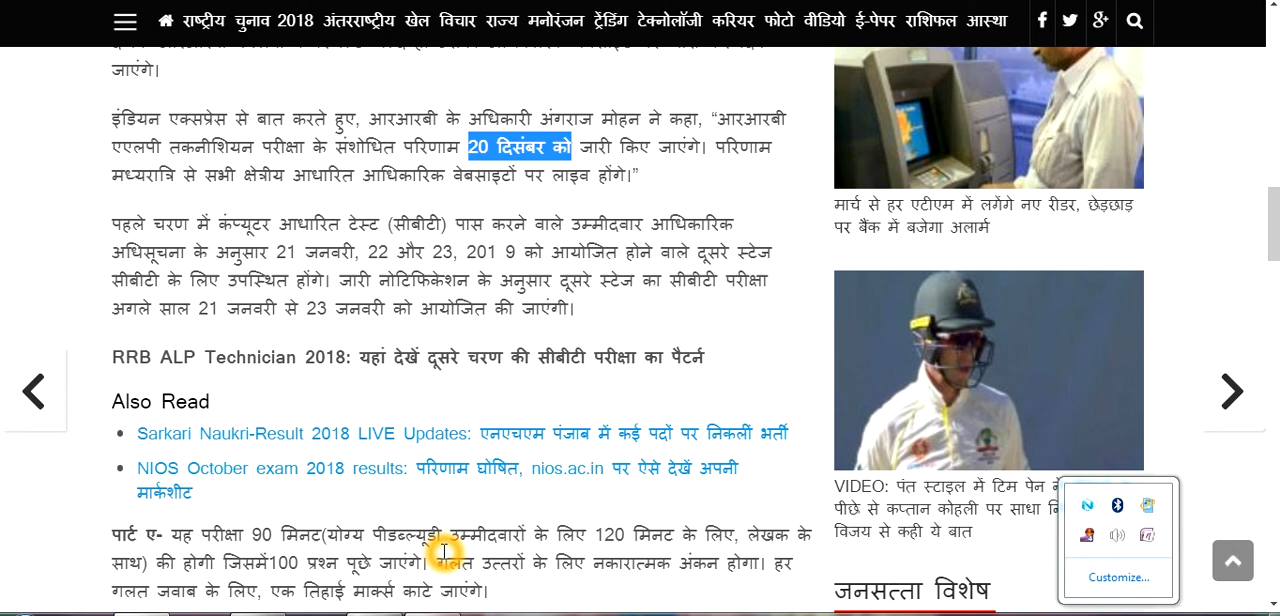 राष्ट्रीय चुनाव 2018 अंतरराष्ट्रीय खेल विचार राज्य मनोरंजन ट्रेंडिंग टेक्नोलॉजी करियर फोटो वीडियो ई-पेपर राशिफल आस्था
जाएंगे।
इंडियन एक्सप्रेस से बात करते हुए, आरआरबी के अधिकारी अंगराज मोहन ने कहा, “आरआरबी
एएलपी तकनीशियन परीक्षा के संशोधित परिणाम 20 दिसंबर को जारी किए जाएंगे। परिणाम
मध्यरात्रि से सभी क्षेत्रीय आधारित आधिकारिक वेबसाइटों पर लाइव होंगे।”
पहले चरण में कंप्यूटर आधारित टेस्ट (सीबीटी) पास करने वाले उम्मीदवार आधिकारिक
अधिसूचना के अनुसार 21 जनवरी, 22 और 23, 201 9 को आयोजित होने वाले दूसरे स्टेज
सीबीटी के लिए उपस्थित होंगे। जारी नोटिफिकेशन के अनुसार दूसरे स्टेज का सीबीटी परीक्षा
अगले साल 21 जनवरी से 23 जनवरी को आयोजित की जाएंगी।
RRB ALP Technician 2018: यहां देखें दूसरे चरण की सीबीटी परीक्षा का पैटर्न
Also Read
Sarkari Naukri-Result 2018 LIVE Updates: एनएचएम पंजाब में कई पदों पर निकलीं भर्ती
NIOS October exam 2018 results: परिणाम घोषित, nios.ac.in पर ऐसे देखें अपनी
मार्कशीट
पार्ट ए- यह परीक्षा 90 मिनट(योग्य पीडब्ल्यूडी उम्मीदवारों के लिए 120 मिनट के लिए, लेखक के
साथ) की होगी जिसमें100 प्रश्न पूछे जाएंगे। गलत उत्तरों के लिए नकारात्मक अंकन होगा। हर
गलत जवाब के लिए, एक तिहाई मार्क्स काटे जाएंगे।
मार्च से हर एटीएम में लगेंगे नए रीडर, छेड़छाड़
पर बैंक में बजेगा अलार्म
VIDEO: पंत स्टाइल में टिम पेन
पीछे से कप्तान कोहली पर साधा
विजय से कही ये बात
Customize...
जनसत्ता विशेष